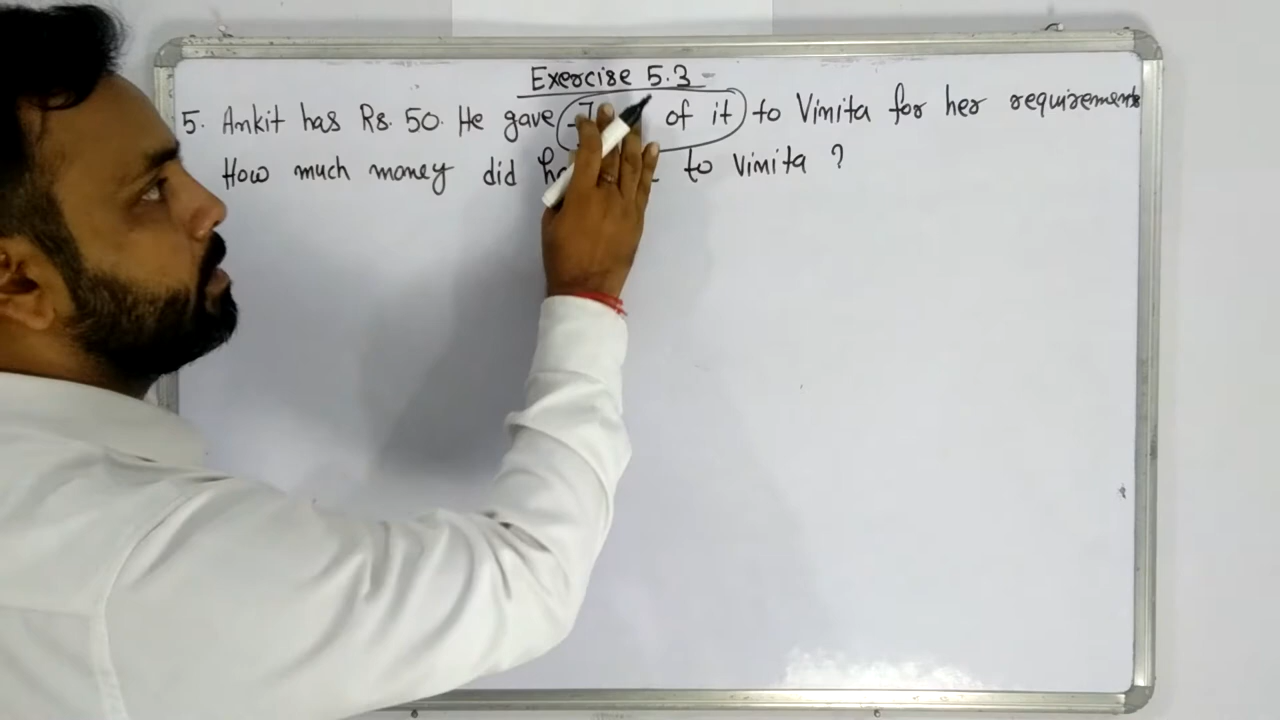 Exercise 5.3
5. Ankit has Rs. 50. He gave of it to Vimita for her requirements
How much money did to Vimita ?